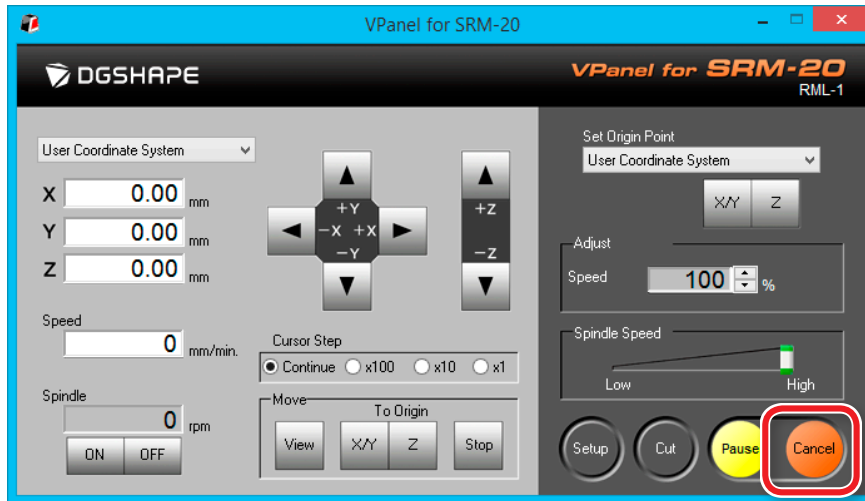 VPanel for SRM-20
DGSHAPE
VPanel for SRM-20
RML-1
User Coordinate System
X 0.00 mm
Y 0.00 mm
Z 0.00 mm
Speed
0 mm/min.
Spindle
0 rpm
ON OFF
+Y
-X +X
-Y
+Z
-Z
Cursor Step
Continue x100 x10 x1
Move
To Origin
View X/Y Z Stop
Set Origin Point
User Coordinate System
X/Y Z
Adjust
Speed 100 %
Spindle Speed
Low High
Setup Cut Pause Cancel